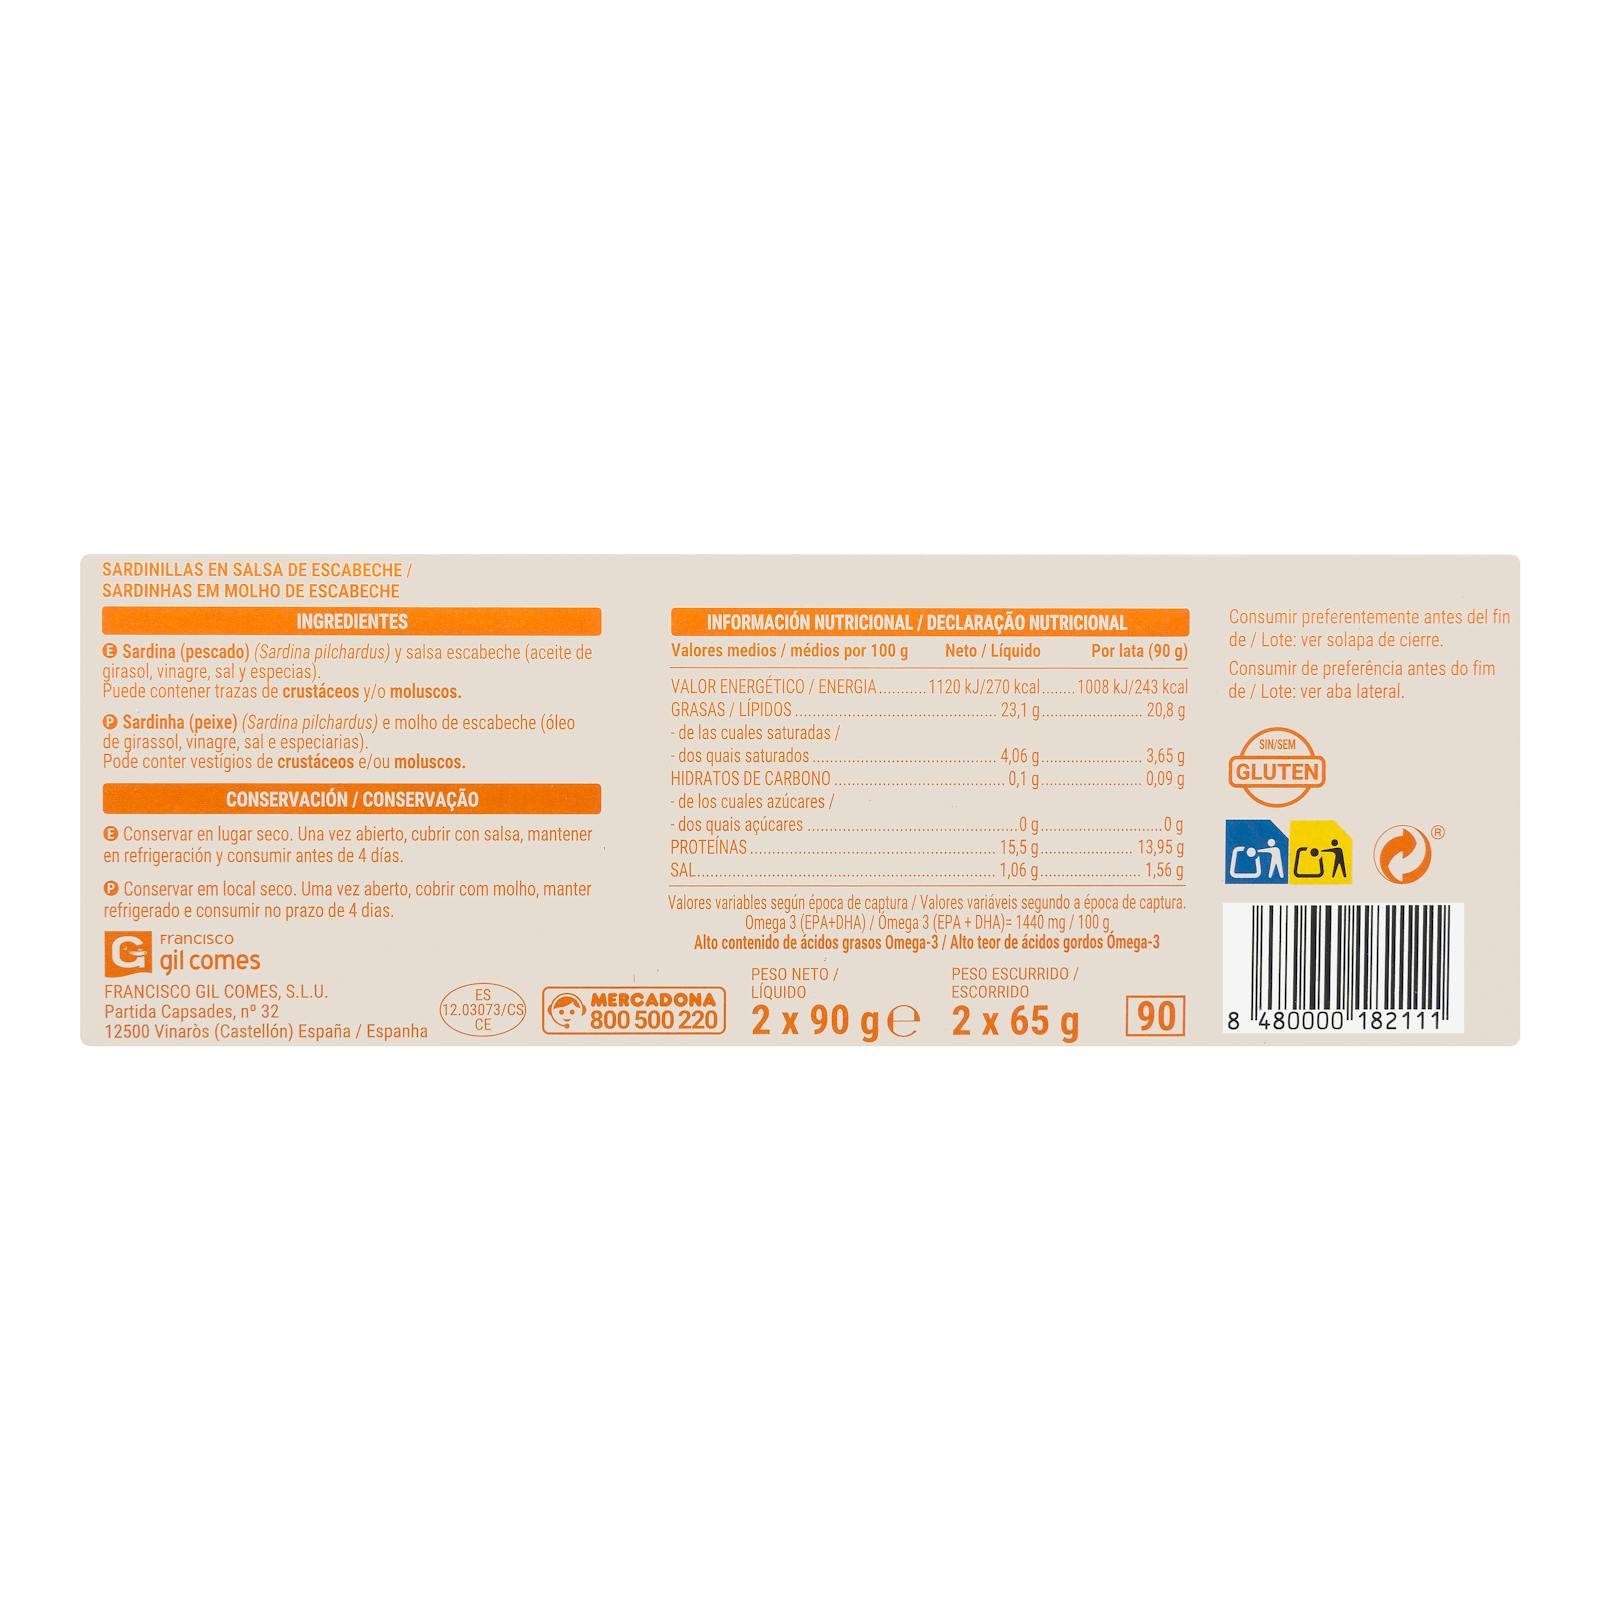 SARDINILLAS EN SALSA DE ESCABECHE /
SARDINHAS EM MOLHO DE ESCABECHE
INGREDIENTES
E Sardina (pescado) (Sardina pilchardus) y salsa escabeche (aceite de
girasol, vinagre, sal y especias).
Puede contener trazas de crustáceos y/o moluscos.
P Sardinha (peixe) (Sardina pilchardus) e molho de escabeche (óleo
de girassol, vinagre, sal e especiarias).
Pode conter vestígios de crustáceos e/ou moluscos.
CONSERVACIÓN / CONSERVAÇÃO
E Conservar en lugar seco. Una vez abierto, cubrir con salsa, mantener
en refrigeración y consumir antes de 4 días.
P Conservar em local seco. Uma vez aberto, cobrir com molho, manter
refrigerado e consumir no prazo de 4 dias.
G Francisco
gil comes
FRANCISCO GIL COMES, S.L.U.
Partida Capsades, nº 32
12500 Vinaròs (Castellón) España / Espanha
ES
12.03073/CS
CE
MERCADONA
800 500 220
INFORMACIÓN NUTRICIONAL / DECLARAÇÃO NUTRICIONAL
Valores medios / médios por 100 g Neto / Líquido Por lata (90 g)
VALOR ENERGÉTICO / ENERGIA...........1120 kJ/270 kcal........1008 kJ/243 kcal
GRASAS / LÍPIDOS................ 23,1 g................ 20,8 g
- de las cuales saturadas /
- dos quais saturados................ 4,06 g................ 3,65 g
HIDRATOS DE CARBONO................ 0,1 g................ 0,09 g
- de los cuales azúcares /
- dos quais açúcares................ 0 g................ 0 g
PROTEÍNAS................ 15,5 g................ 13,95 g
SAL................ 1,06 g................ 1,56 g
Valores variables según época de captura / Valores variáveis segundo a época de captura.
Omega 3 (EPA+DHA) / Ómega 3 (EPA + DHA)= 1440 mg / 100 g
Alto contenido de ácidos grasos Omega-3 / Alto teor de ácidos gordos Ómega-3
PESO NETO /
LÍQUIDO
2 x 90 g e
PESO ESCURRIDO /
ESCORRIDO
2 x 65 g
90
Consumir preferentemente antes del fin
de / Lote: ver solapa de cierre.
Consumir de preferência antes do fim
de / Lote: ver aba lateral.
SIN/SEM
GLUTEN
®
8 480000 182111